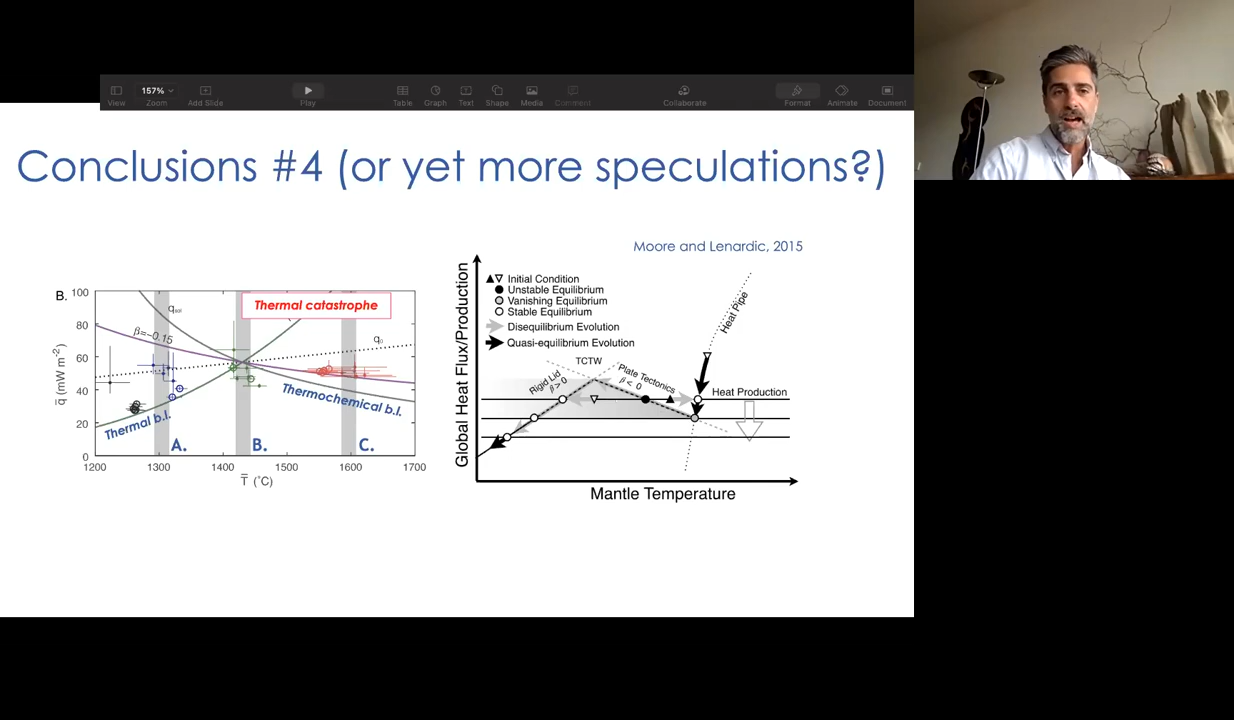 157%
View
Zoom
Add Slide
Play
Table
Graph
Text
Shape
Media
Comment
Collaborate
Format
Animate
Document
Conclusions #4 (or yet more speculations?)
Moore and Lenardic, 2015
B.
100
80
60
40
20
0
q̅ (mW m⁻²)
qsol
β=-0.15
Thermal catastrophe
q₀
Thermochemical b.l.
Thermal b.l.
A.
B.
C.
1200
1300
1400
1500
1600
1700
T̅ (˚C)
Global Heat Flux/Production
Initial Condition
Unstable Equilibrium
Vanishing Equilibrium
Stable Equilibrium
Disequilibrium Evolution
Quasi-equilibrium Evolution
TCTW
Rigid Lid
β>0
Plate Tectonics
β<0
Heat Pipe
Heat Production
Mantle Temperature